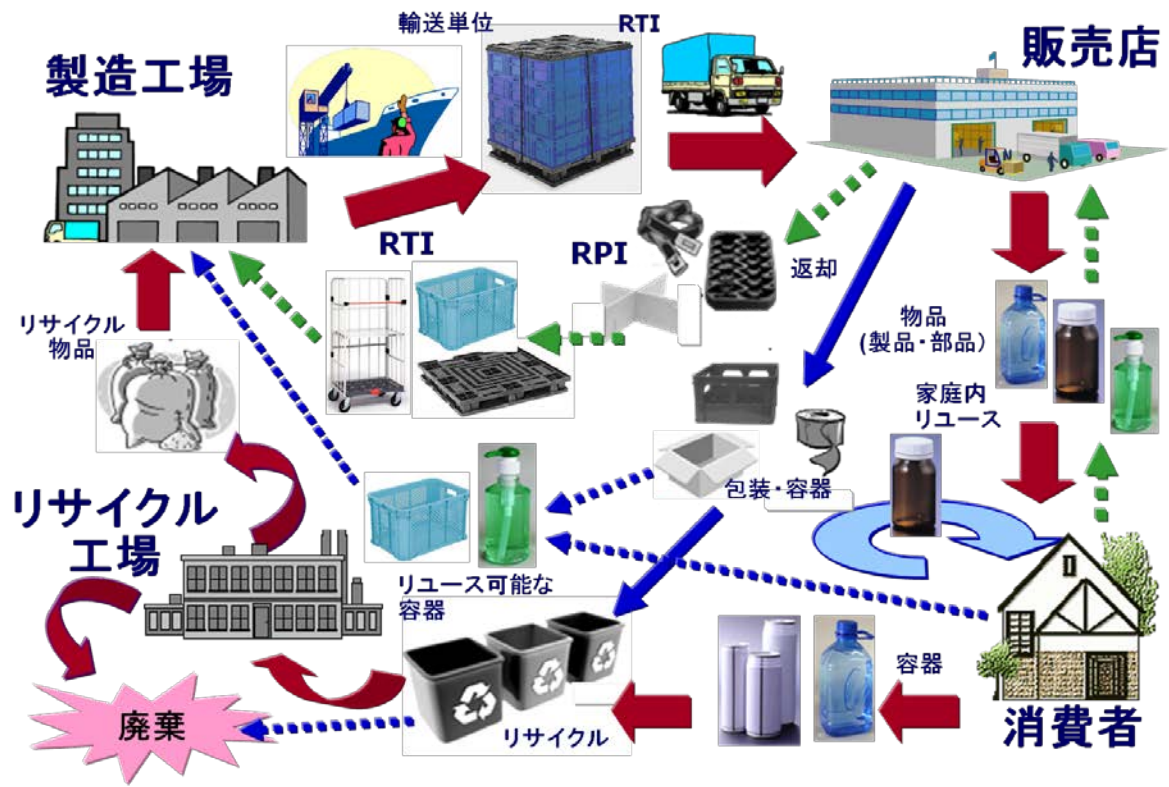 輸送単位
RTI
製造工場
販売店
RTI
RPI
返却
リサイクル
物品
物品
(製品・部品)
家庭内
リユース
包装・容器
リサイクル
工場
リユース可能な
容器
容器
廃棄
リサイクル
消費者